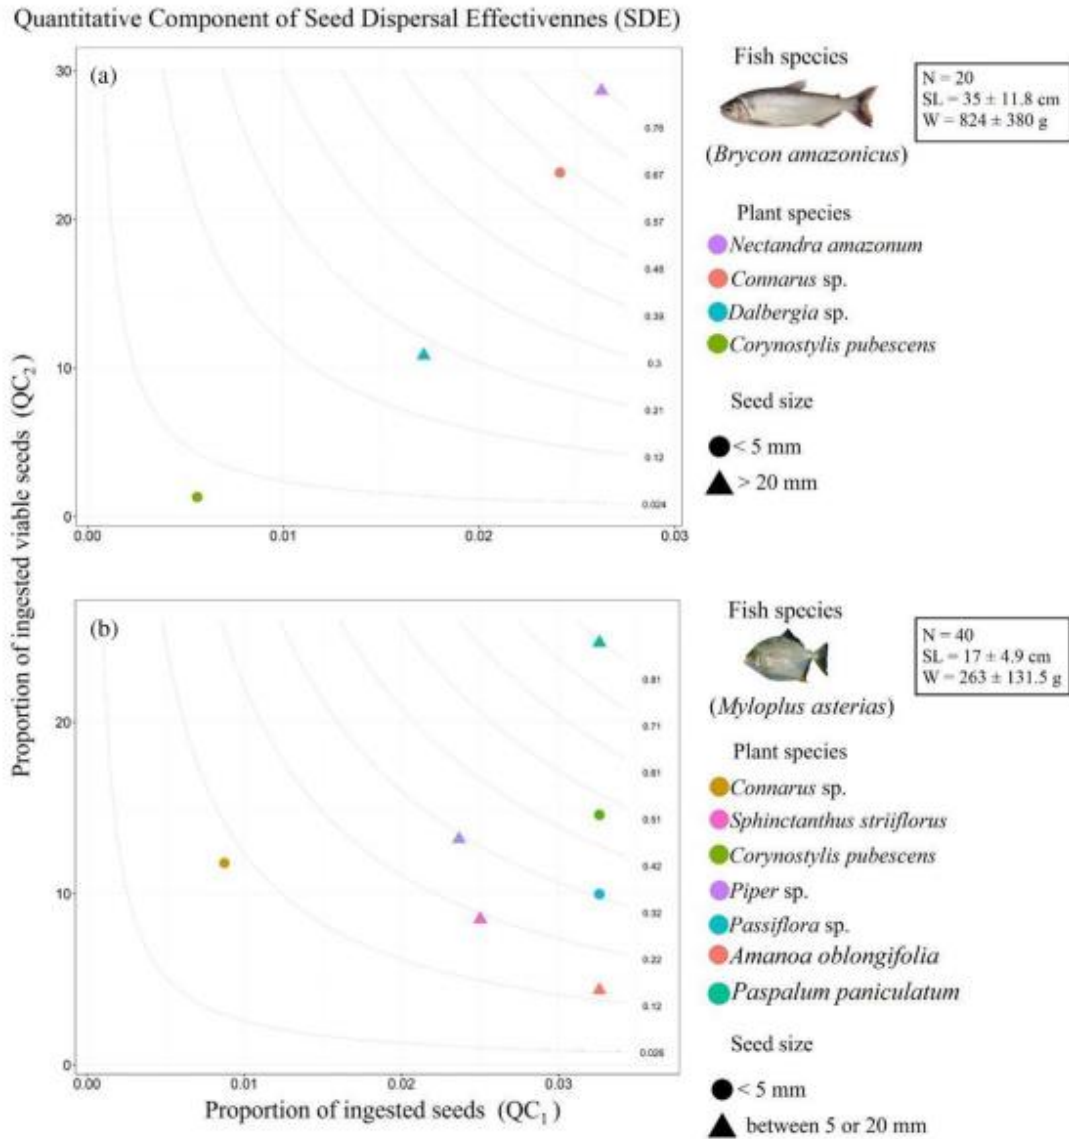 Quantitative Component of Seed Dispersal Effectivennes (SDE)
Proportion of ingested viable seeds (QC2)
(a)
30
20
10
0
0.76
0.67
0.57
0.48
0.39
0.3
0.21
0.12
0.024
0.00 0.01 0.02 0.03
Fish species
(Brycon amazonicus)
N = 20
SL = 35 ± 11.8 cm
W = 824 ± 380 g
Plant species
Nectandra amazonum
Connarus sp.
Dalbergia sp.
Corynostylis pubescens
Seed size
< 5 mm
> 20 mm
(b)
20
10
0
0.81
0.71
0.61
0.51
0.42
0.32
0.22
0.12
0.026
0.00 0.01 0.02 0.03
Proportion of ingested seeds (QC1)
Fish species
(Myloplus asterias)
N = 40
SL = 17 ± 4.9 cm
W = 263 ± 131.5 g
Plant species
Connarus sp.
Sphinctanthus striiflorus
Corynostylis pubescens
Piper sp.
Passiflora sp.
Amanoa oblongifolia
Paspalum paniculatum
Seed size
< 5 mm
between 5 or 20 mm